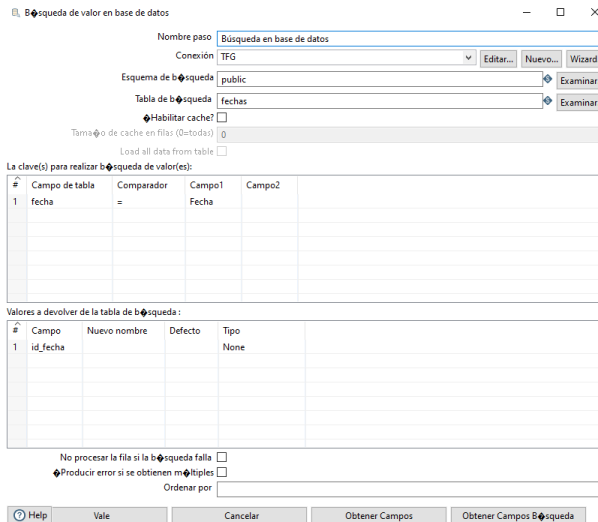 B�squeda de valor en base de datos
Nombre paso Búsqueda en base de datos
Conexión TFG Editar... Nuevo... Wizard
Esquema de b�squeda public Examinar
Tabla de b�squeda fechas Examinar
�Habilitar cache?
Tama�o de cache en filas (0=todas) 0
Load all data from table
La clave(s) para realizar b�squeda de valor(es):
# Campo de tabla Comparador Campo1 Campo2
1 fecha = Fecha
Valores a devolver de la tabla de b�squeda :
# Campo Nuevo nombre Defecto Tipo
1 id_fecha None
No procesar la fila si la b�squeda falla
�Producir error si se obtienen m�ltiples
Ordenar por
Help Vale Cancelar Obtener Campos Obtener Campos B�squeda